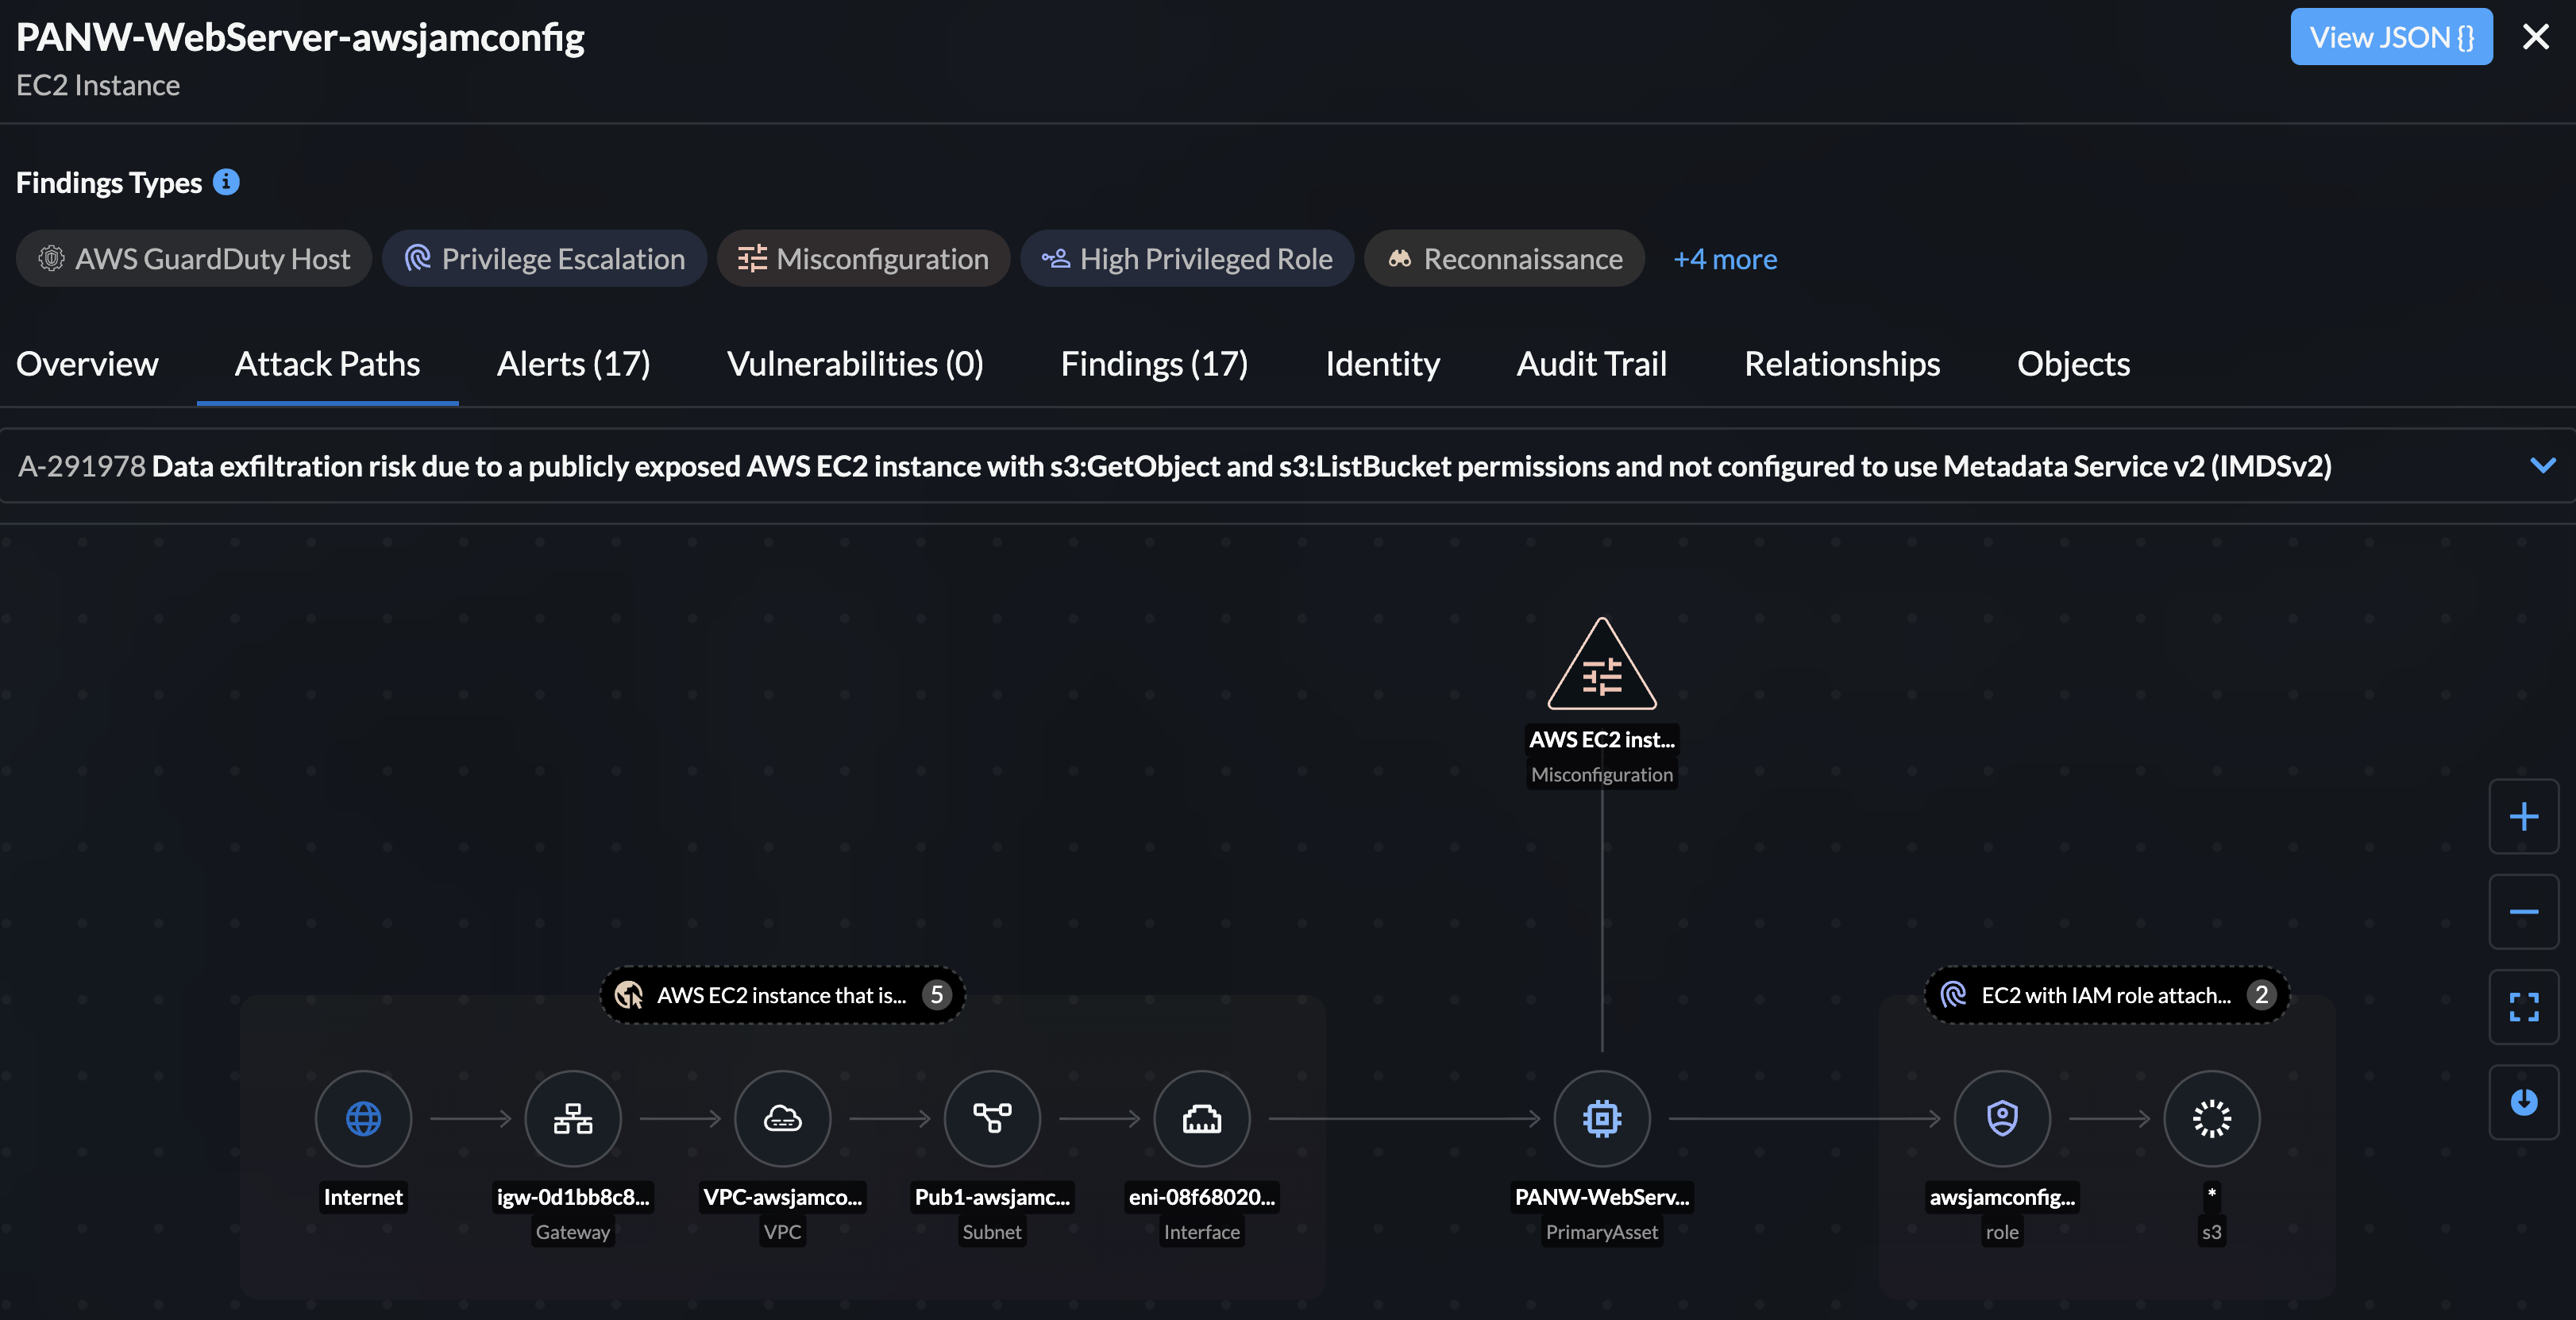 PANW-WebServer-awsjamconfig
View JSON {}
EC2 Instance
Findings Types
AWS GuardDuty Host
Privilege Escalation
Misconfiguration
High Privileged Role
Reconnaissance
+4 more
Overview
Attack Paths
Alerts (17)
Vulnerabilities (0)
Findings (17)
Identity
Audit Trail
Relationships
Objects
A-291978 Data exfiltration risk due to a publicly exposed AWS EC2 instance with s3:GetObject and s3:ListBucket permissions and not configured to use Metadata Service v2 (IMDSv2)
AWS EC2 inst...
Misconfiguration
AWS EC2 instance that is... 5
EC2 with IAM role attach... 2
Internet
igw-0d1bb8c8...
Gateway
VPC-awsjamco...
VPC
Pub1-awsjamc...
Subnet
eni-08f68020...
Interface
PANW-WebServ...
PrimaryAsset
awsjamconfig...
role
*
s3